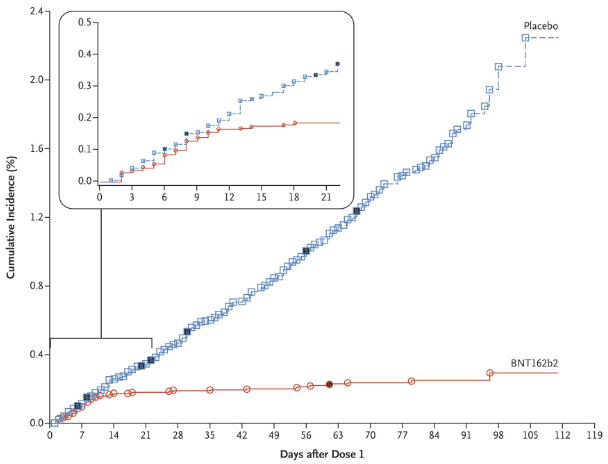 2.4
2.0
1.6
1.2
0.8
0.4
0.0
Cumulative Incidence (%)
0.5
0.4
0.3
0.2
0.1
0.0
0 3 6 9 12 15 18 21
Placebo
BNT162b2
0 7 14 21 28 35 42 49 56 63 70 77 84 91 98 105 112 119
Days after Dose 1